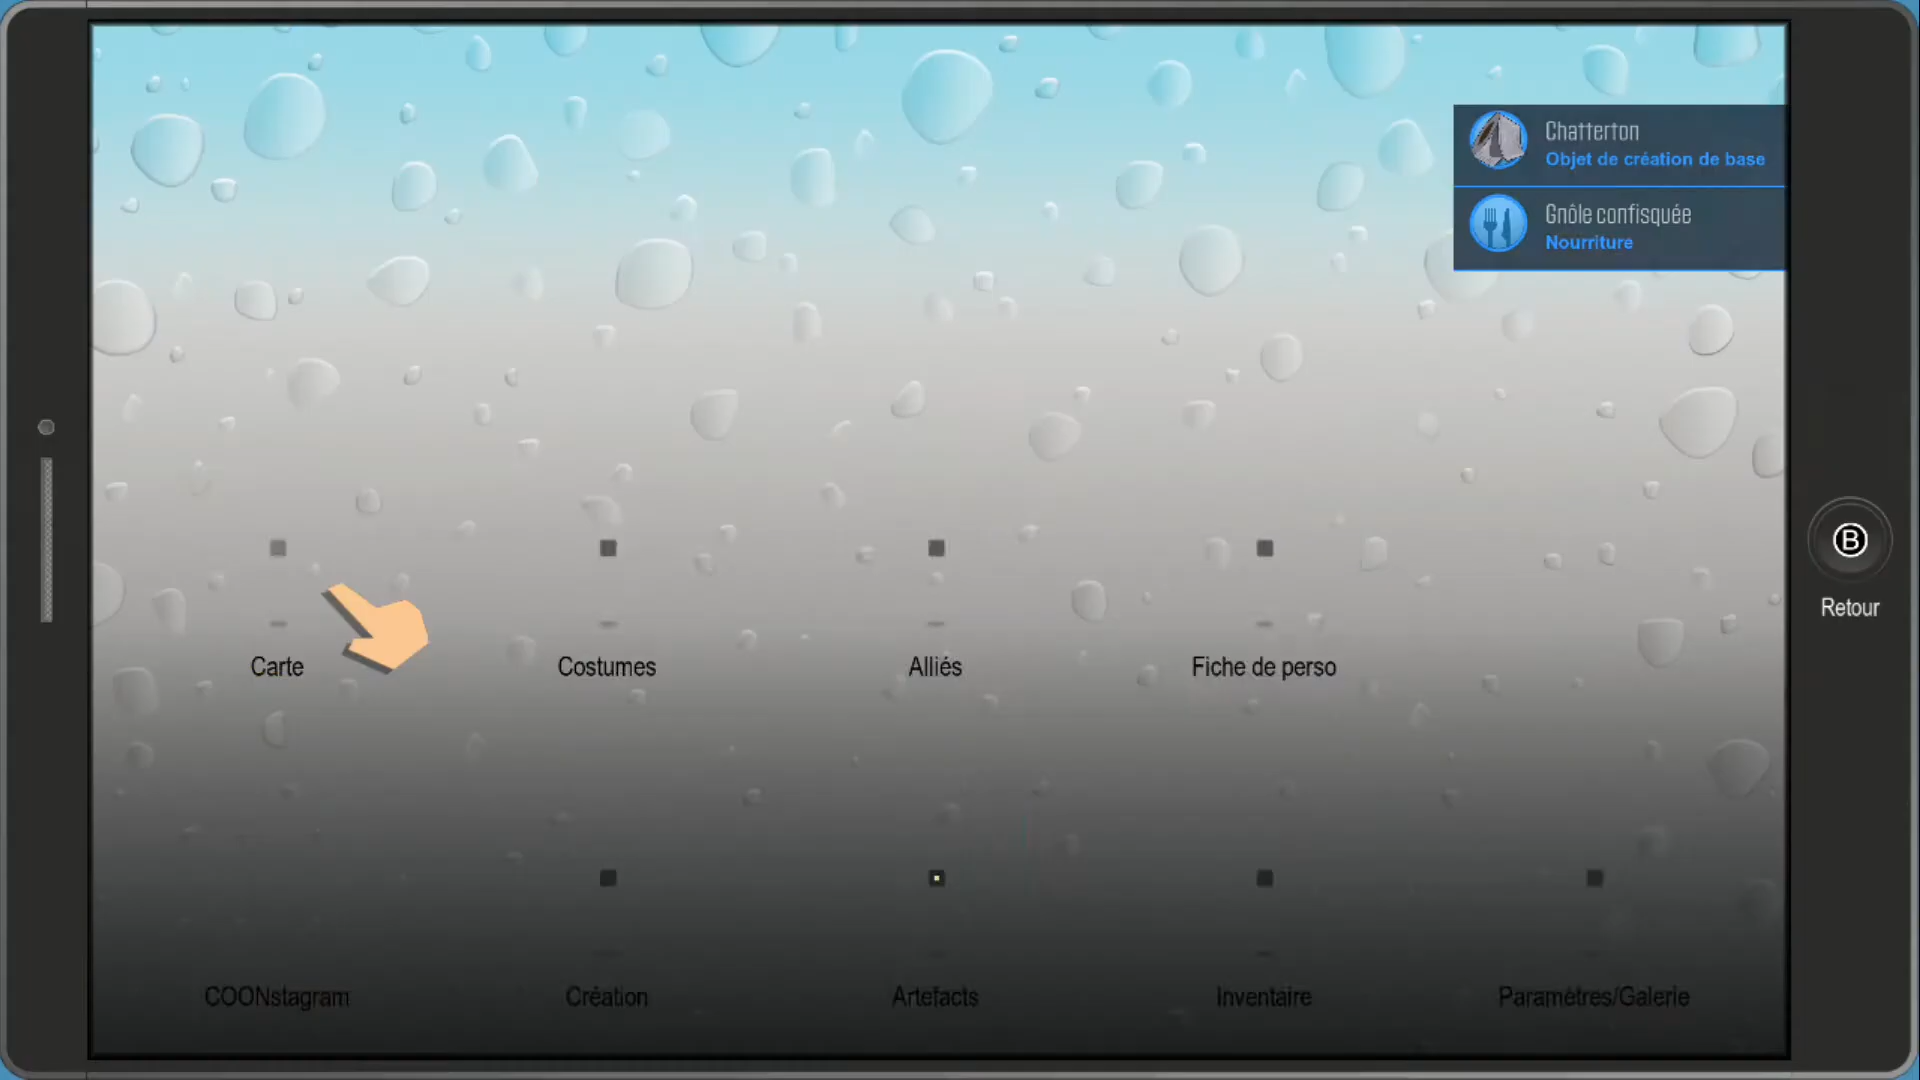 Chatterton
Objet de création de base
Gnôle confisquée
Nourriture
B
Retour
Carte
Costumes
Alliés
Fiche de perso
COONstagram
Création
Artefacts
Inventaire
Paramètres/Galerie